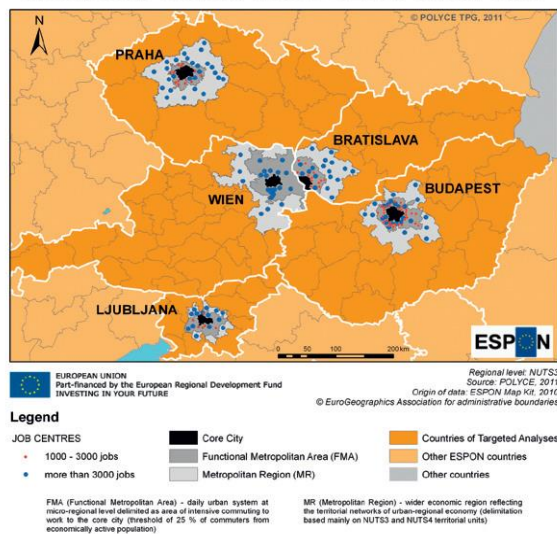 © POLYCE TPG, 2011
N
PRAHA
BRATISLAVA
WIEN
BUDAPEST
LJUBLJANA
0
100
200 km
ESPON
EUROPEAN UNION
Part-financed by the European Regional Development Fund
INVESTING IN YOUR FUTURE
Regional level: NUTS3
Source: POLYCE, 2011
Origin of data: ESPON Map Kit, 2010
© EuroGeographics Association for administrative boundaries
Legend
JOB CENTRES
1000 - 3000 jobs
more than 3000 jobs
Core City
Functional Metropolitan Area (FMA)
Metropolitan Region (MR)
Countries of Targeted Analyses
Other ESPON countries
Other countries
FMA (Functional Metropolitan Area) - daily urban system at
micro-regional level delimited as area of intensive commuting to
work to the core city (threshold of 25 % of commuters from
economically active population)
MR (Metropolitan Region) - wider economic region reflecting
the territorial networks of urban-regional economy (delimitation
based mainly on NUTS3 and NUTS4 territorial units)